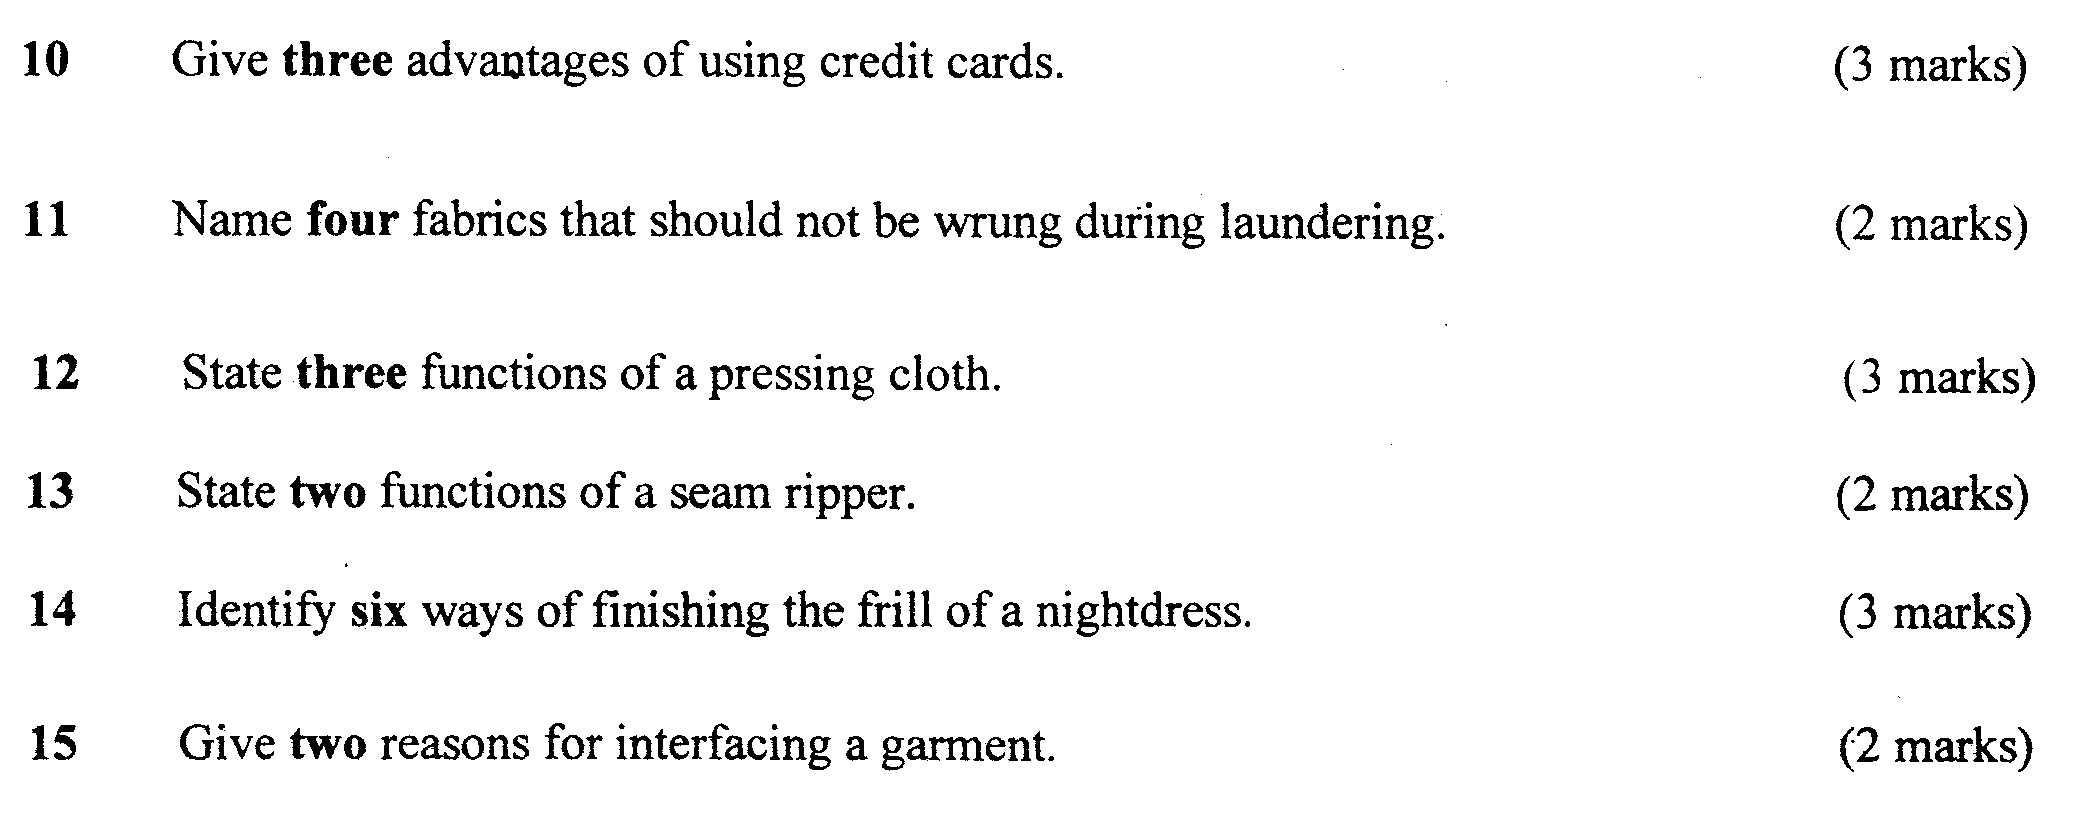 10 Give three advantages of using credit cards. (3 marks)
11 Name four fabrics that should not be wrung during laundering. (2 marks)
12 State three functions of a pressing cloth. (3 marks)
13 State two functions of a seam ripper. (2 marks)
14 Identify six ways of finishing the frill of a nightdress. (3 marks)
15 Give two reasons for interfacing a garment. (2 marks)